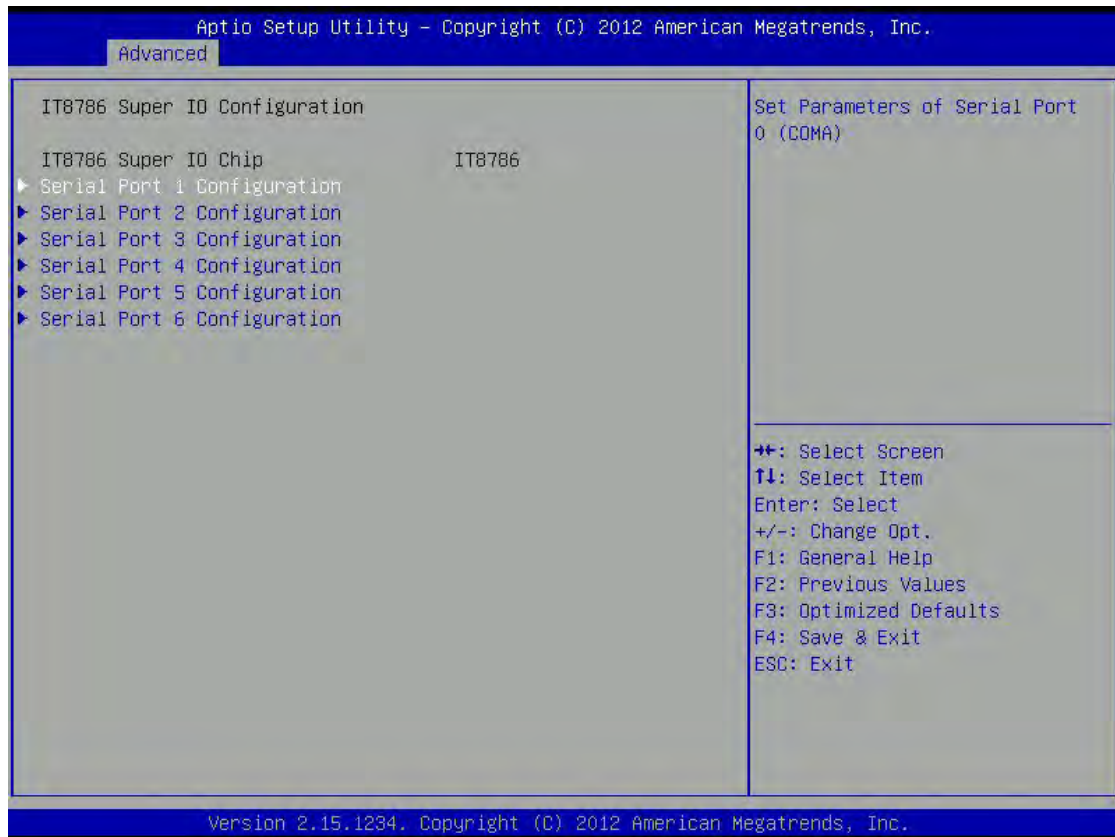 Aptio Setup Utility – Copyright (C) 2012 American Megatrends, Inc.
Advanced
IT8786 Super IO Configuration
IT8786 Super IO Chip IT8786
► Serial Port 1 Configuration
► Serial Port 2 Configuration
► Serial Port 3 Configuration
► Serial Port 4 Configuration
► Serial Port 5 Configuration
► Serial Port 6 Configuration
Set Parameters of Serial Port
0 (COMA)
→←: Select Screen
↑↓: Select Item
Enter: Select
+/-: Change Opt.
F1: General Help
F2: Previous Values
F3: Optimized Defaults
F4: Save & Exit
ESC: Exit
Version 2.15.1234. Copyright (C) 2012 American Megatrends, Inc.